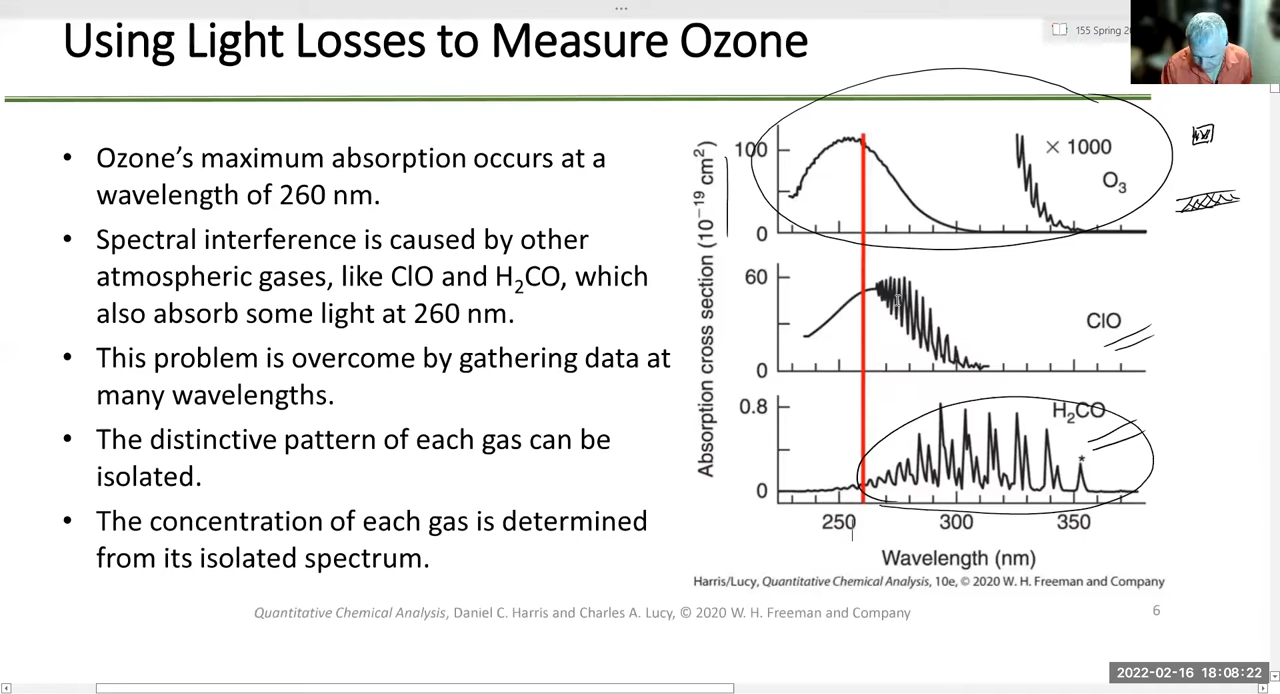 Using Light Losses to Measure Ozone
155 Spring
• Ozone's maximum absorption occurs at a
wavelength of 260 nm.
• Spectral interference is caused by other
atmospheric gases, like ClO and H₂CO, which
also absorb some light at 260 nm.
• This problem is overcome by gathering data at
many wavelengths.
• The distinctive pattern of each gas can be
isolated.
• The concentration of each gas is determined
from its isolated spectrum.
Absorption cross section (10⁻¹⁹ cm²)
100
0
× 1000
O₃
60
0
ClO
0.8
0
H₂CO
*
250
300
350
Wavelength (nm)
Harris/Lucy, Quantitative Chemical Analysis, 10e, © 2020 W. H. Freeman and Company
Quantitative Chemical Analysis, Daniel C. Harris and Charles A. Lucy, © 2020 W. H. Freeman and Company
6
2022-02-16 18:08:22